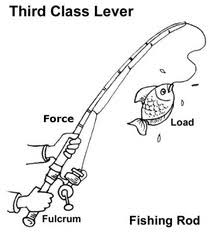 Third Class Lever
Force
Load
Fulcrum
Fishing Rod